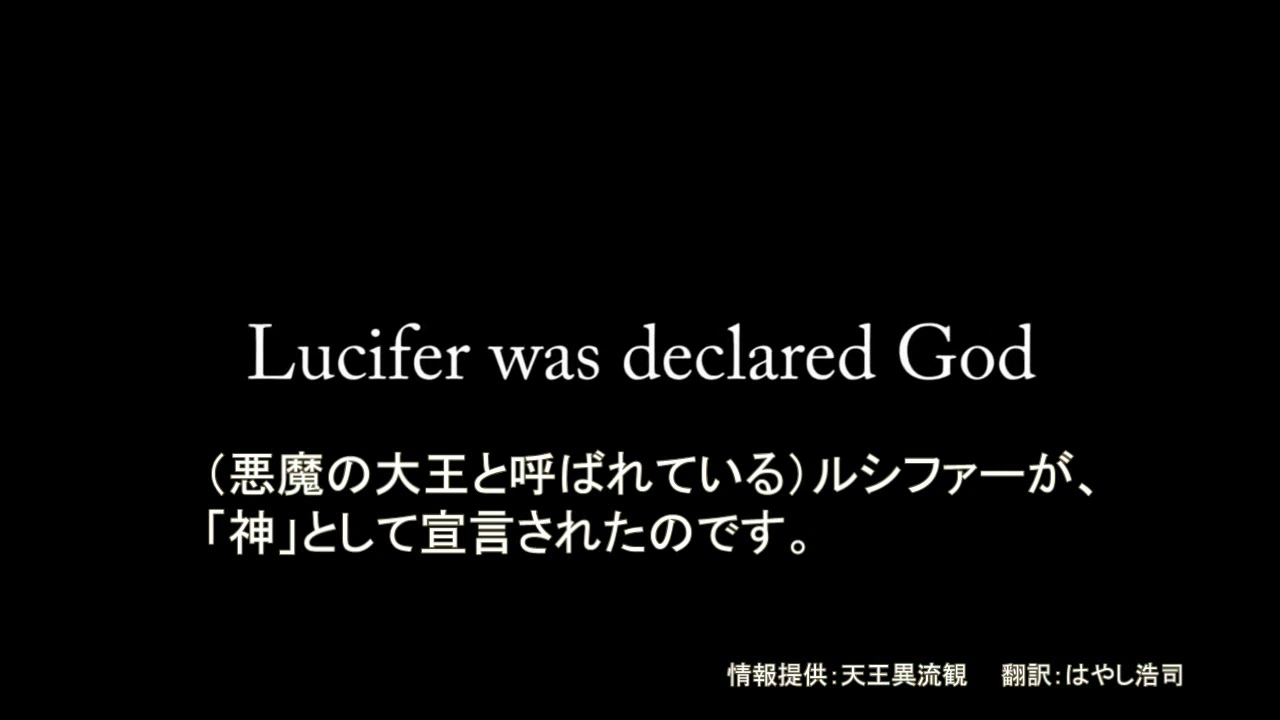 Lucifer was declared God
（悪魔の大王と呼ばれている）ルシファーが、
「神」として宣言されたのです。
情報提供：天王異流観　翻訳：はやし浩司